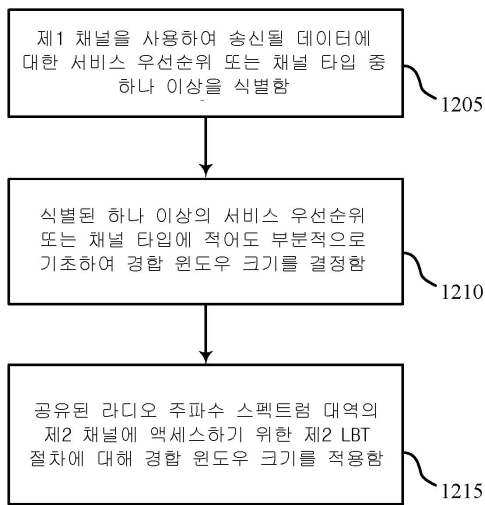 제1 채널을 사용하여 송신될 데이터에
대한 서비스 우선순위 또는 채널 타입 중
하나 이상을 식별함
1205
식별된 하나 이상의 서비스 우선순위
또는 채널 타입에 적어도 부분적으로
기초하여 경합 윈도우 크기를 결정함
1210
공유된 라디오 주파수 스펙트럼 대역의
제2 채널에 액세스하기 위한 제2 LBT
절차에 대해 경합 윈도우 크기를 적용함
1215